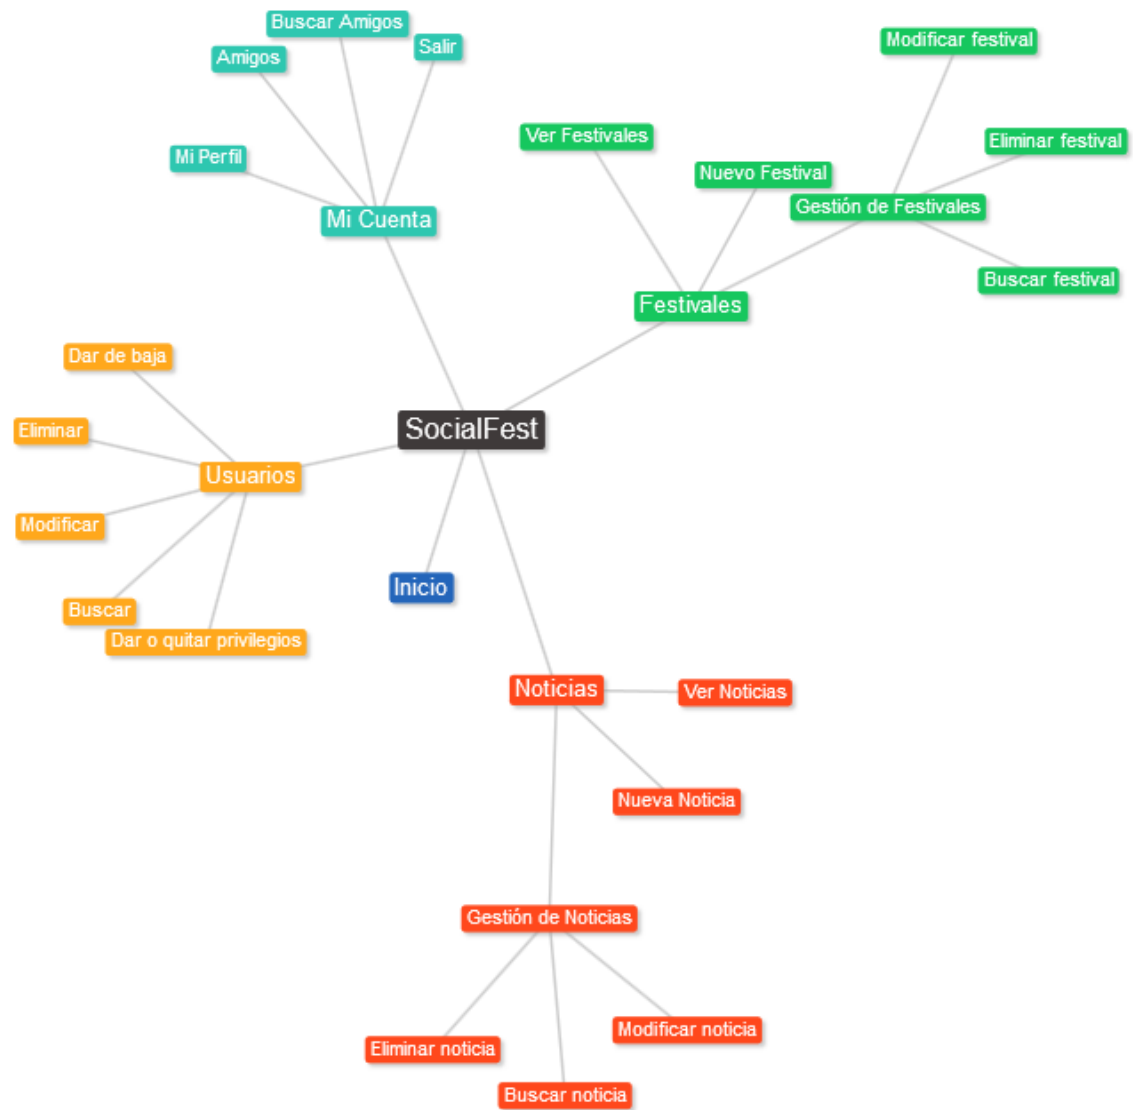 Buscar Amigos
Salir
Amigos
Mi Perfil
Mi Cuenta
Modificar festival
Ver Festivales
Eliminar festival
Nuevo Festival
Gestión de Festivales
Buscar festival
Festivales
Dar de baja
SocialFest
Eliminar
Usuarios
Modificar
Inicio
Buscar
Dar o quitar privilegios
Noticias
Ver Noticias
Nueva Noticia
Gestión de Noticias
Modificar noticia
Eliminar noticia
Buscar noticia